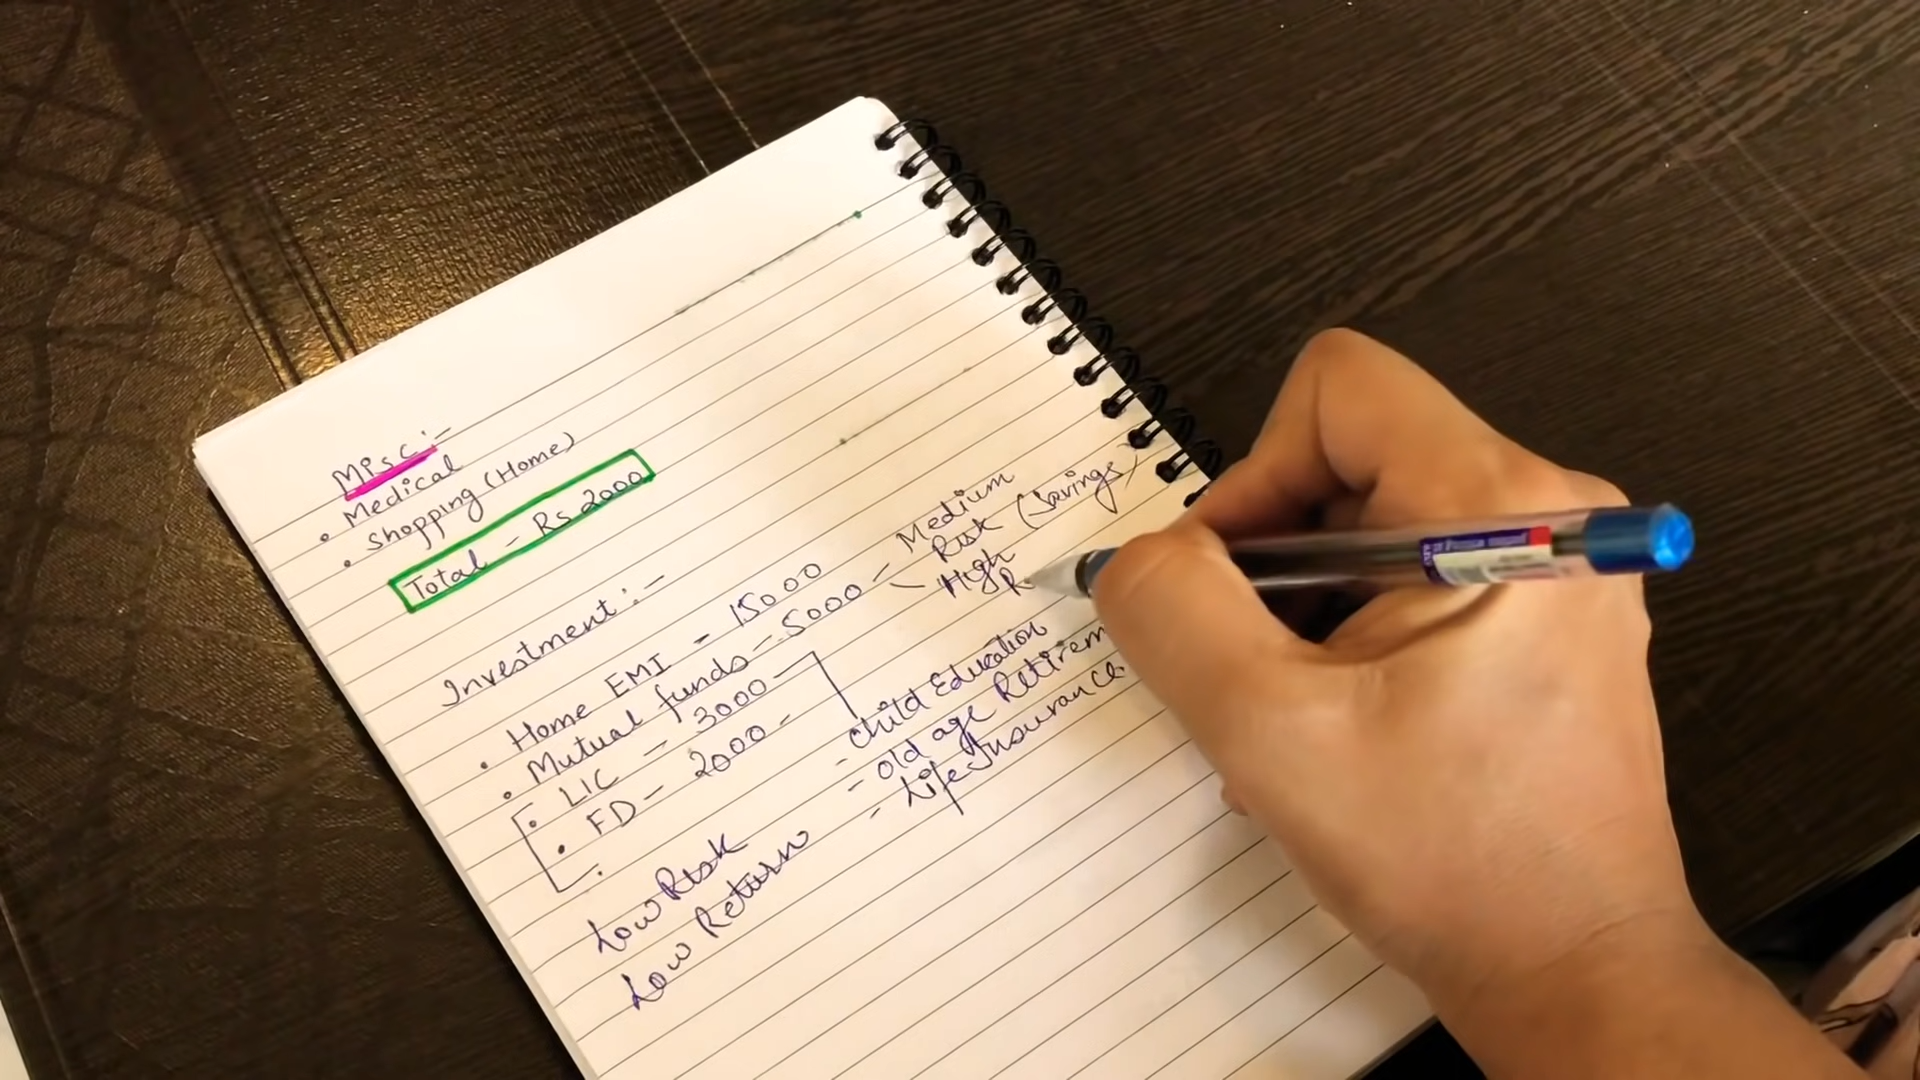 Misc :-
• Medical
• Shopping (Home)
Total - Rs 2000
Investment :-
• Home EMI - 15000
• Mutual funds - 5000 - Medium
Risk (Savings)
- High
R
• LIC - 3000
• FD - 2000
- Child Education
- Old age Retirem
- Life Insurance
Low Risk
Low Return